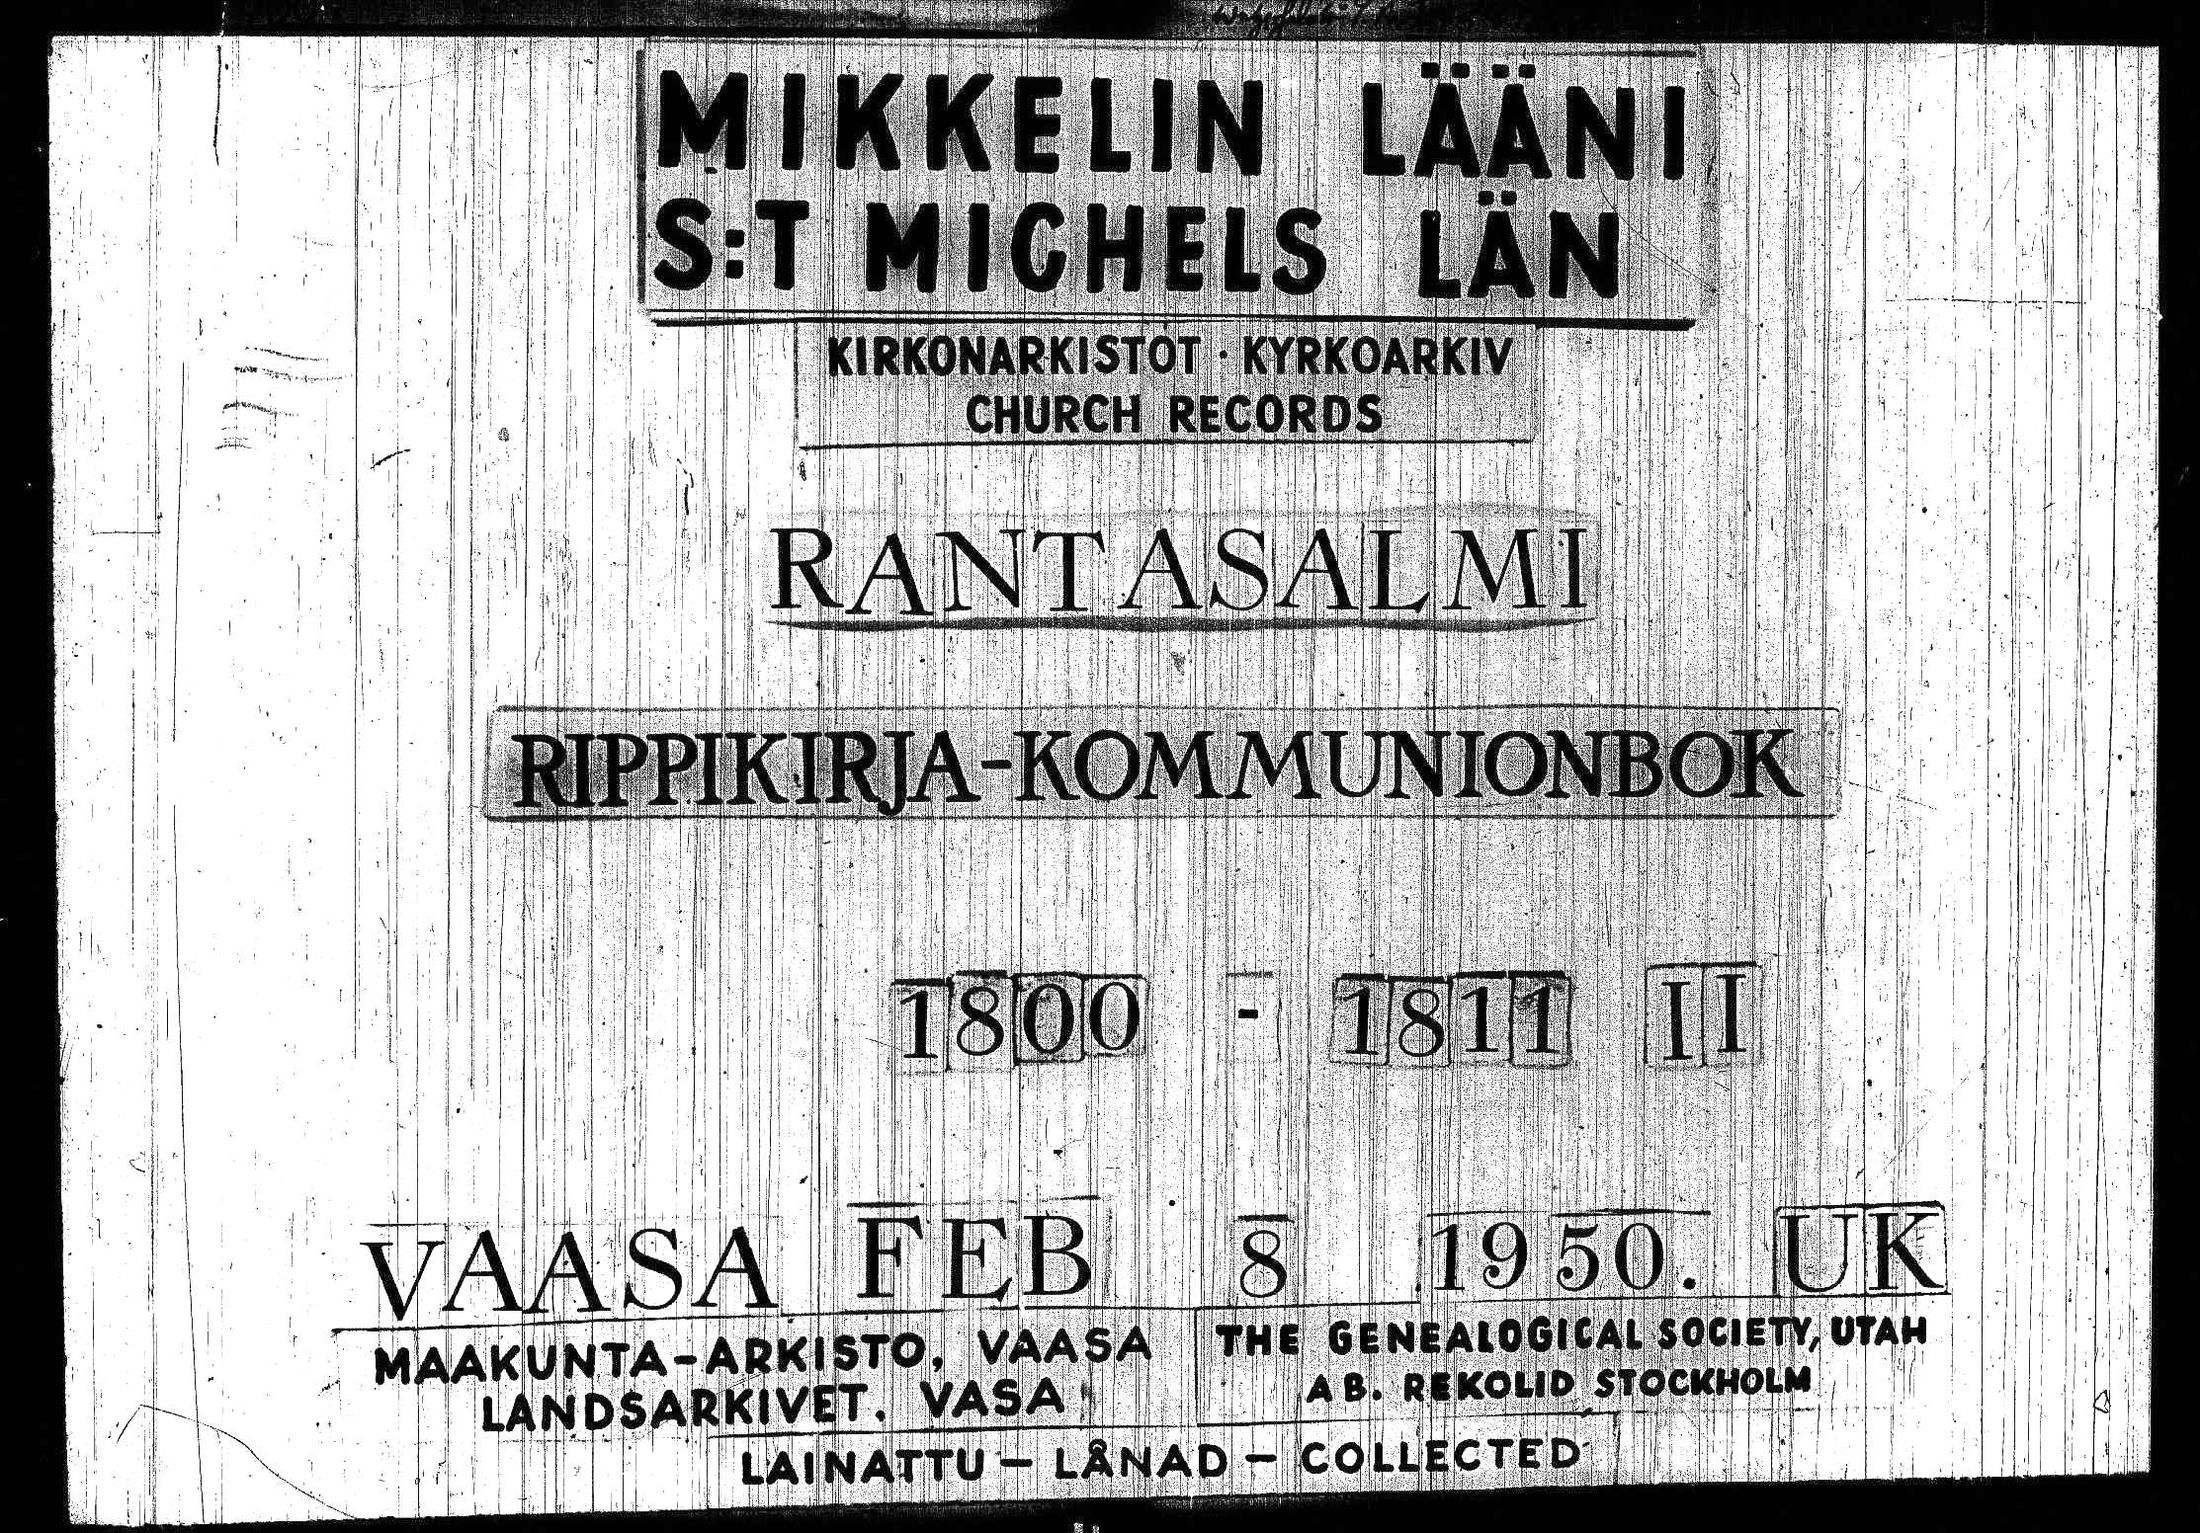 MIKKELIN LÄÄNI
S:T MICHELS LÄN
KIRKONARKISTOT · KYRKOARKIV
CHURCH RECORDS
RANTASALMI
RIPPIKIRJA-KOMMUNIONBOK
1800 - 1811 II
VAASA FEB 8 1950. UK
MAAKUNTA-ARKISTO, VAASA
LANDSARKIVET. VASA
THE GENEALOGICAL SOCIETY, UTAH
AB. REKOLID STOCKHOLM
LAINATTU - LÅNAD - COLLECTED